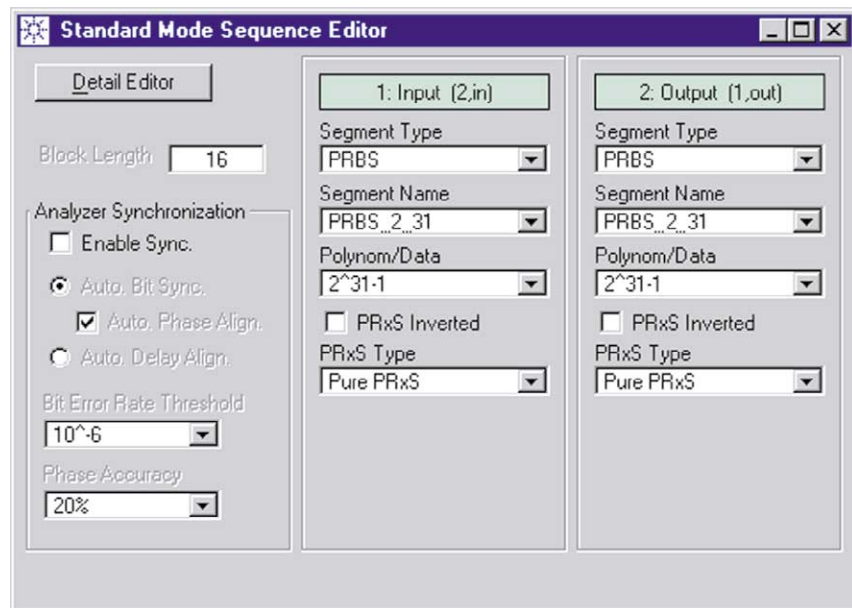 Standard Mode Sequence Editor
Detail Editor
Block Length 16
Analyzer Synchronization
Enable Sync.
Auto. Bit Sync.
Auto. Phase Align.
Auto. Delay Align.
Bit Error Rate Threshold
10^-6
Phase Accuracy
20%
1: Input (2,in)
Segment Type
PRBS
Segment Name
PRBS_2_31
Polynom/Data
2^31-1
PRxS Inverted
PRxS Type
Pure PRxS
2: Output (1,out)
Segment Type
PRBS
Segment Name
PRBS_2_31
Polynom/Data
2^31-1
PRxS Inverted
PRxS Type
Pure PRxS